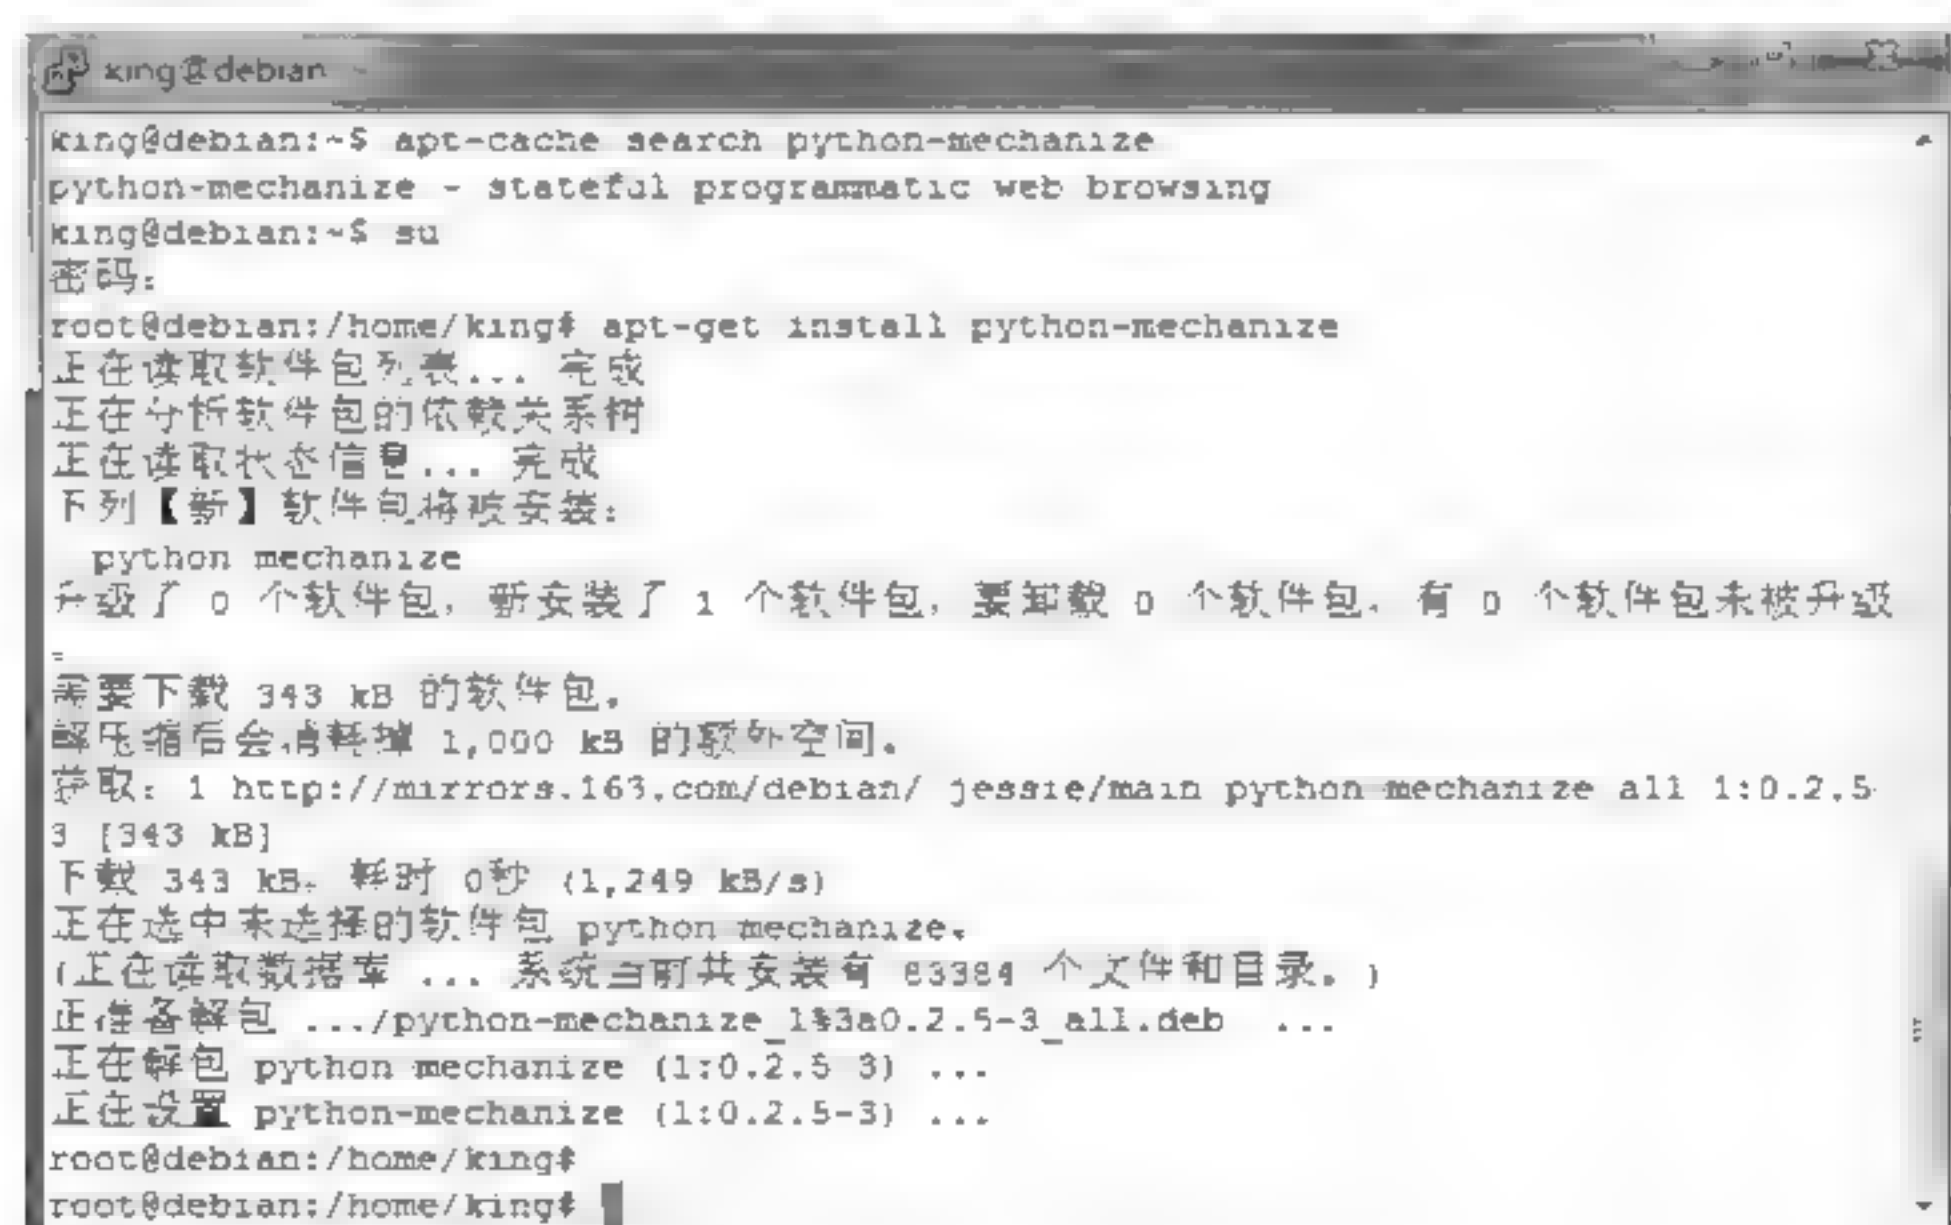 king@debian: ~
king@debian:~$ apt-cache search python-mechanize
python-mechanize - stateful programmatic web browsing
king@debian:~$ su
密码：
root@debian:/home/king# apt-get install python-mechanize
正在读取软件包列表... 完成
正在分析软件包的依赖关系树
正在读取状态信息... 完成
下列【新】软件包将被安装：
python-mechanize
升级了 0 个软件包，新安装了 1 个软件包，要卸载 0 个软件包，有 0 个软件包未被升级
。
需要下载 343 kB 的软件包。
解压缩后会消耗掉 1,000 kB 的额外空间。
获取：1 http://mirrors.163.com/debian/ jessie/main python-mechanize all 1:0.2.5-
3 [343 kB]
下载 343 kB，耗时 0秒 (1,249 kB/s)
正在选中未选择的软件包 python-mechanize。
(正在读取数据库 ... 系统当前共安装有 83384 个文件和目录。)
正准备解包 .../python-mechanize_1%3a0.2.5-3_all.deb ...
正在解包 python-mechanize (1:0.2.5-3) ...
正在设置 python-mechanize (1:0.2.5-3) ...
root@debian:/home/king#
root@debian:/home/king#